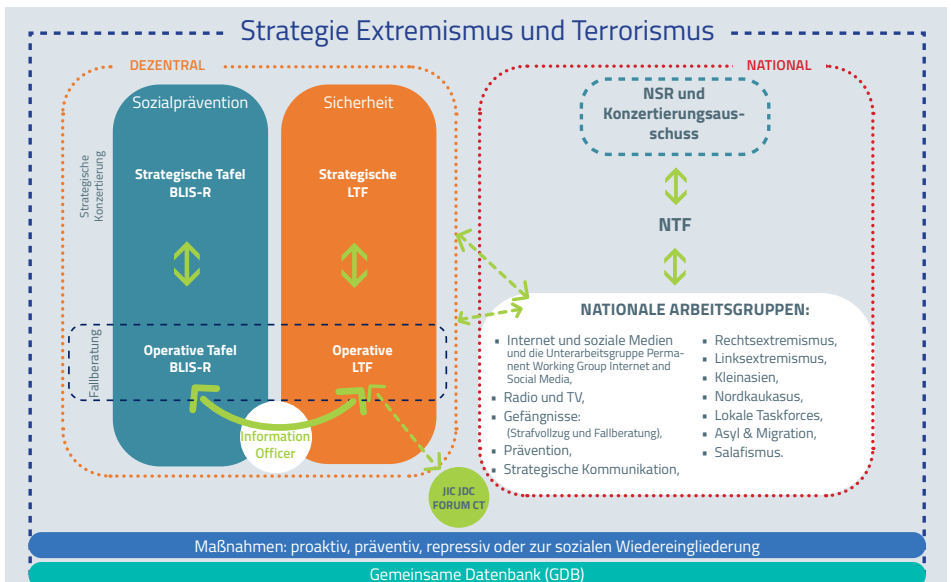 Strategie Extremismus und Terrorismus
DEZENTRAL
Sozialprävention
Sicherheit
Strategische
Konzertierung
Strategische Tafel
BLIS-R
Strategische
LTF
Fallberatung
Operative Tafel
BLIS-R
Operative
LTF
Information
Officer
JIC JDC
FORUM CT
NATIONAL
NSR und
Konzertierungsaus-
schuss
NTF
NATIONALE ARBEITSGRUPPEN:
▪ Internet und soziale Medien
und die Unterarbeitsgruppe Perma-
nent Working Group Internet and
Social Media,
▪ Radio und TV,
▪ Gefängnisse:
(Strafvollzug und Fallberatung),
▪ Prävention,
▪ Strategische Kommunikation,
▪ Rechtsextremismus,
▪ Linksextremismus,
▪ Kleinasien,
▪ Nordkaukasus,
▪ Lokale Taskforces,
▪ Asyl & Migration,
▪ Salafismus.
Maßnahmen: proaktiv, präventiv, repressiv oder zur sozialen Wiedereingliederung
Gemeinsame Datenbank (GDB)